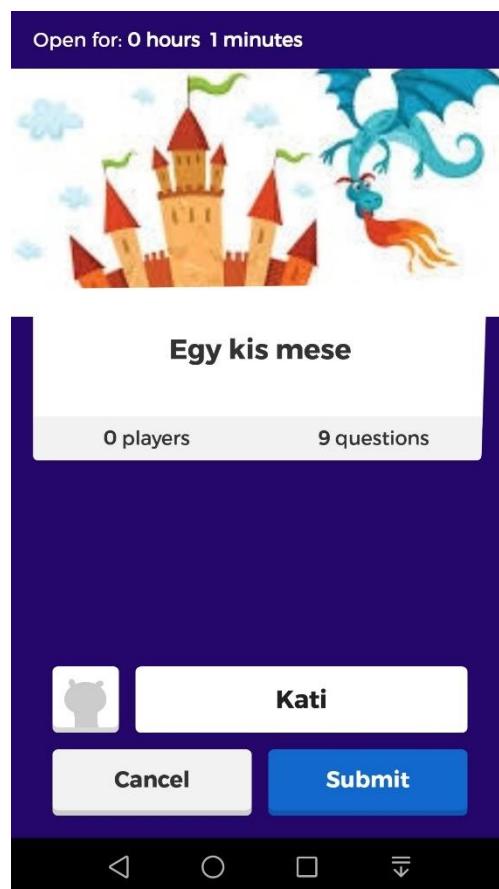 Open for: 0 hours 1 minutes
Egy kis mese
0 players 9 questions
Kati
Cancel Submit